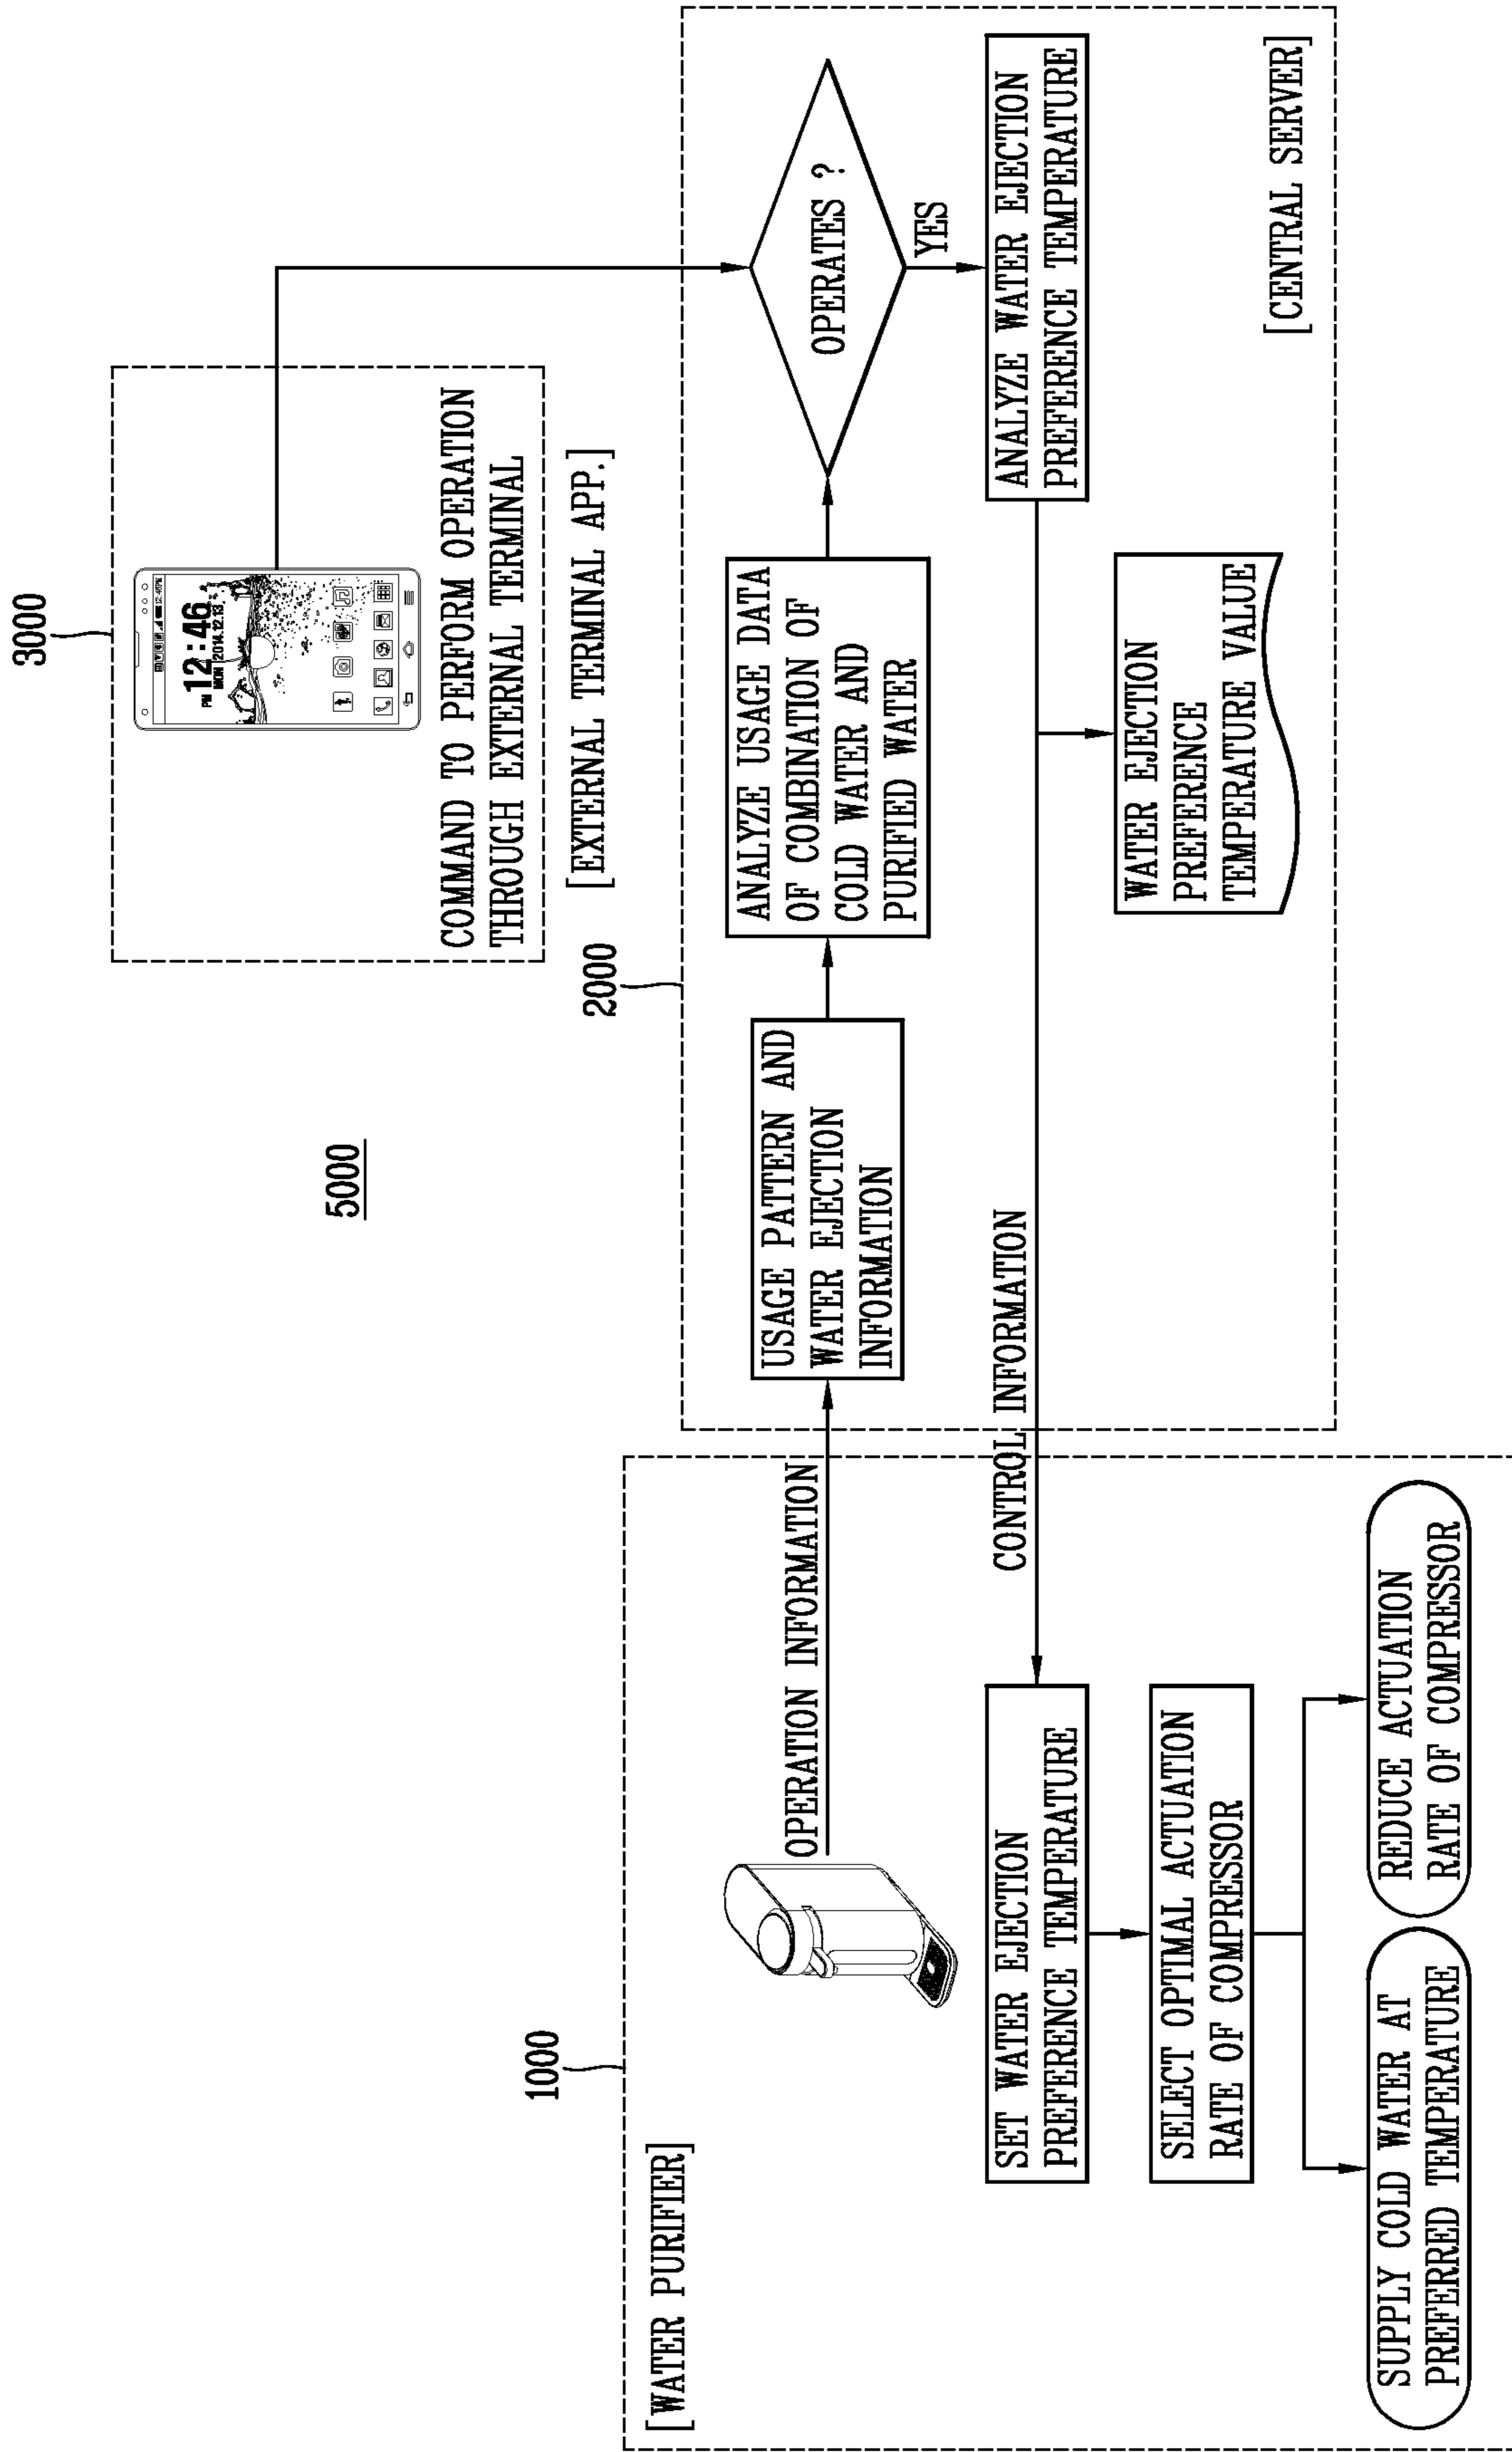 5000
3000
PM 12:46
MON 2014.12.13
COMMAND TO PERFORM OPERATION
THROUGH EXTERNAL TERMINAL
[EXTERNAL TERMINAL APP.]
1000
[WATER PURIFIER]
OPERATION INFORMATION
2000
USAGE PATTERN AND
WATER EJECTION
INFORMATION
ANALYZE USAGE DATA
OF COMBINATION OF
COLD WATER AND
PURIFIED WATER
OPERATES ?
YES
ANALYZE WATER EJECTION
PREFERENCE TEMPERATURE
CONTROL INFORMATION
WATER EJECTION
PREFERENCE
TEMPERATURE VALUE
[CENTRAL SERVER]
SET WATER EJECTION
PREFERENCE TEMPERATURE
SELECT OPTIMAL ACTUATION
RATE OF COMPRESSOR
SUPPLY COLD WATER AT
PREFERRED TEMPERATURE
REDUCE ACTUATION
RATE OF COMPRESSOR